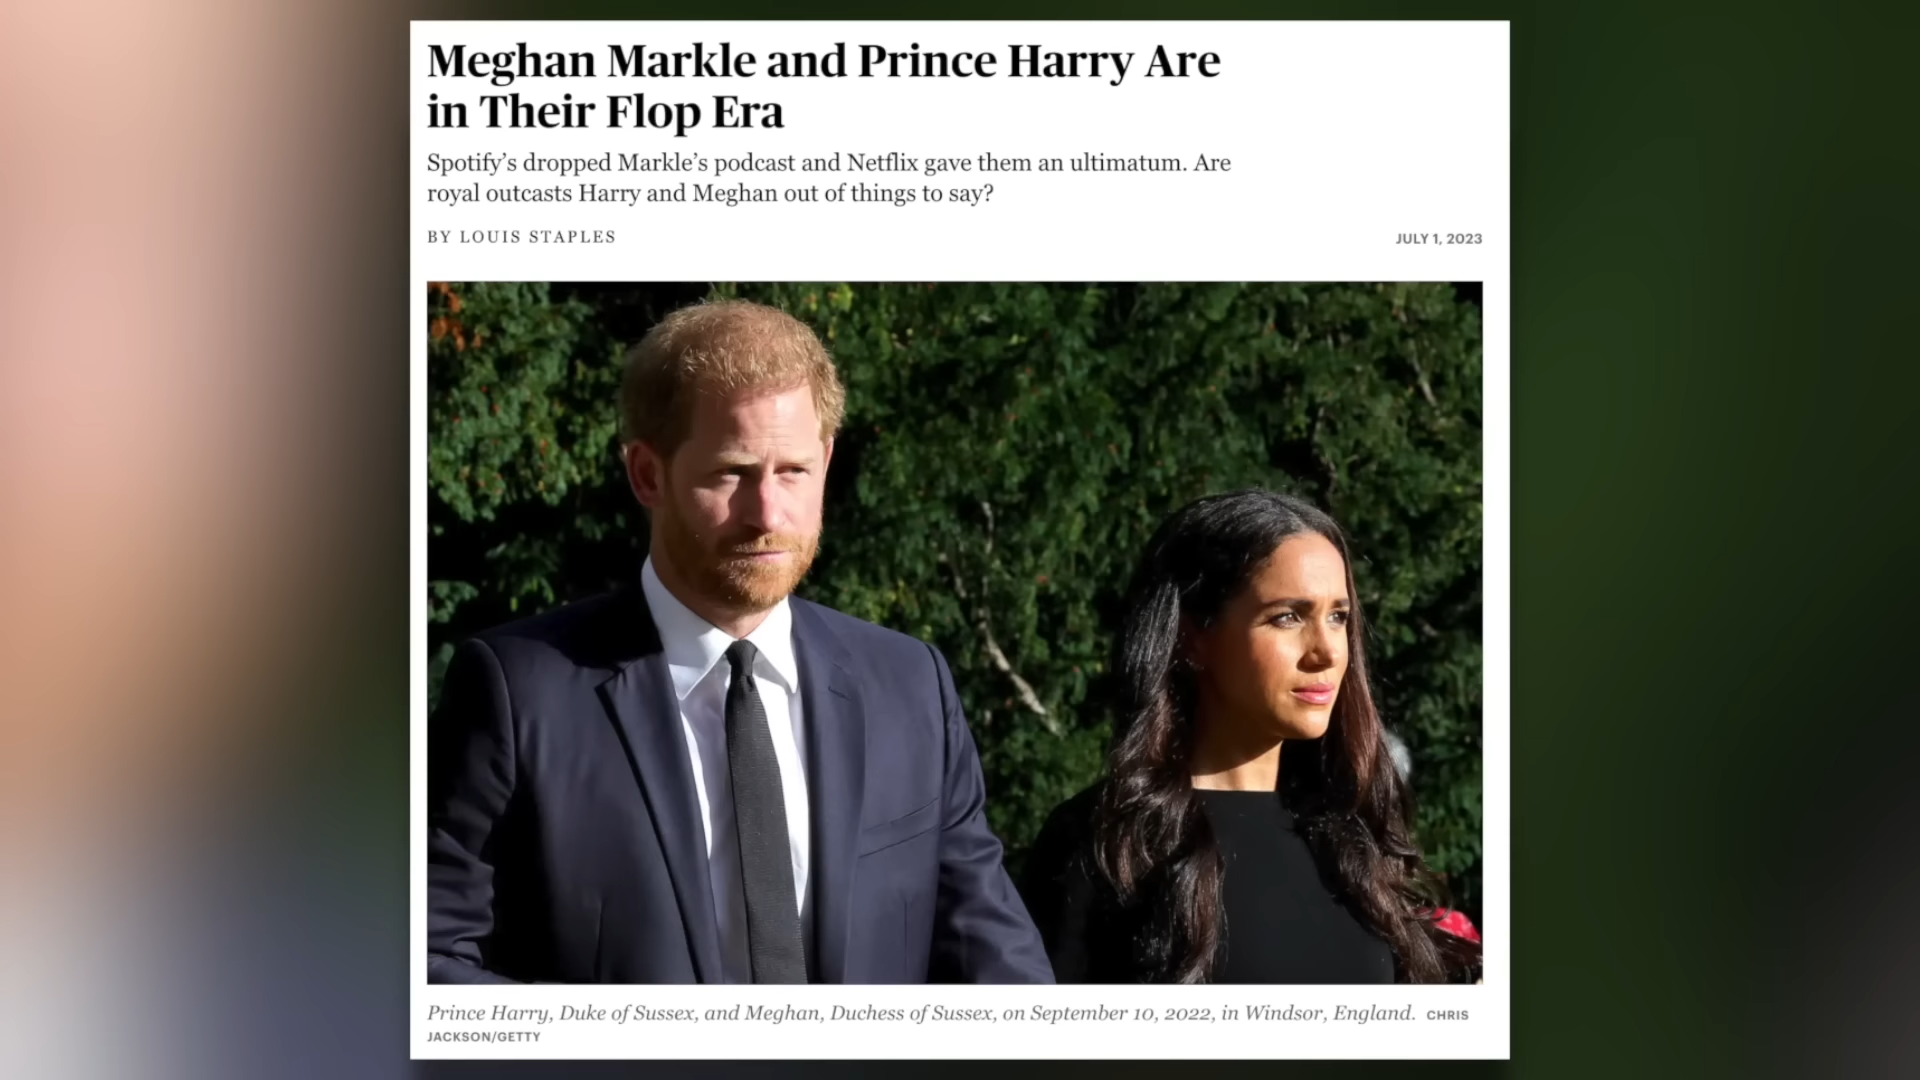 Meghan Markle and Prince Harry Are
in Their Flop Era
Spotify's dropped Markle's podcast and Netflix gave them an ultimatum. Are
royal outcasts Harry and Meghan out of things to say?
BY LOUIS STAPLES
JULY 1, 2023
Prince Harry, Duke of Sussex, and Meghan, Duchess of Sussex, on September 10, 2022, in Windsor, England. CHRIS
JACKSON/GETTY